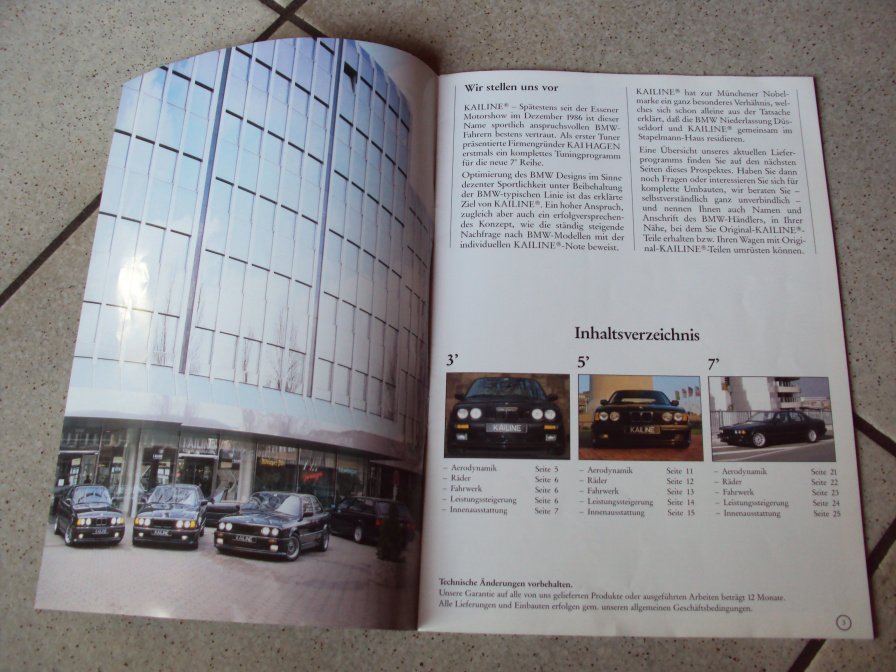 KAILINE
KAILINE
KAILINE
KAILINE
Wir stellen uns vor
KAILINE® – Spätestens seit der Essener
Motorshow im Dezember 1986 ist dieser
Name sportlich anspruchsvollen BMW-
Fahrern bestens vertraut. Als erster Tuner
präsentierte Firmengründer KAI HAGEN
erstmals ein komplettes Tuningprogramm
für die neue 7' Reihe.
Optimierung des BMW Designs im Sinne
dezenter Sportlichkeit unter Beibehaltung
der BMW-typischen Linie ist das erklärte
Ziel von KAILINE®. Ein hoher Anspruch,
zugleich aber auch ein erfolgversprechen-
des Konzept, wie die ständig steigende
Nachfrage nach BMW-Modellen mit der
individuellen KAILINE®-Note beweist.
KAILINE® hat zur Münchener Nobel-
marke ein ganz besonderes Verhältnis, wel-
ches sich schon alleine aus der Tatsache
erklärt, daß die BMW Niederlassung Düs-
seldorf und KAILINE® gemeinsam im
Stapelmann-Haus residieren.
Eine Übersicht unseres aktuellen Liefer-
programms finden Sie auf den nächsten
Seiten dieses Prospektes. Haben Sie dann
noch Fragen oder interessieren Sie sich für
komplette Umbauten, wir beraten Sie –
selbstverständlich ganz unverbindlich –
und nennen Ihnen auch Namen und
Anschrift des BMW-Händlers, in Ihrer
Nähe, bei dem Sie Original-KAILINE®-
Teile erhalten bzw. Ihren Wagen mit Origi-
nal-KAILINE®-Teilen umrüsten können.
Inhaltsverzeichnis
3'
KAILINE
– Aerodynamik Seite 5
– Räder Seite 6
– Fahrwerk Seite 6
– Leistungssteigerung Seite 6
– Innenausstattung Seite 7
5'
KAILINE
– Aerodynamik Seite 11
– Räder Seite 12
– Fahrwerk Seite 13
– Leistungssteigerung Seite 14
– Innenausstattung Seite 15
7'
– Aerodynamik Seite 21
– Räder Seite 22
– Fahrwerk Seite 23
– Leistungssteigerung Seite 24
– Innenausstattung Seite 25
Technische Änderungen vorbehalten.
Unsere Garantie auf alle von uns gelieferten Produkte oder ausgeführten Arbeiten beträgt 12 Monate.
Alle Lieferungen und Einbauten erfolgen gem. unseren allgemeinen Geschäftsbedingungen.
3